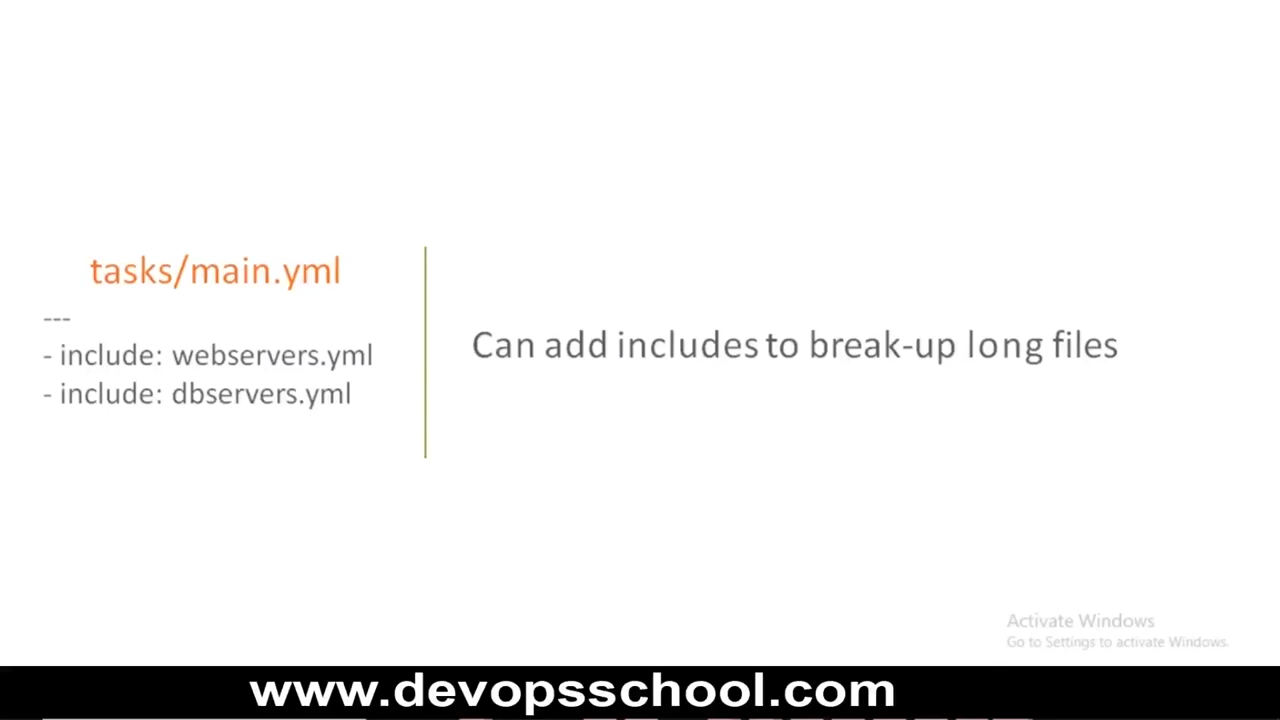 tasks/main.yml
---
- include: webservers.yml
- include: dbservers.yml
Can add includes to break-up long files
Activate Windows
Go to Settings to activate Windows.
www.devopsschool.com